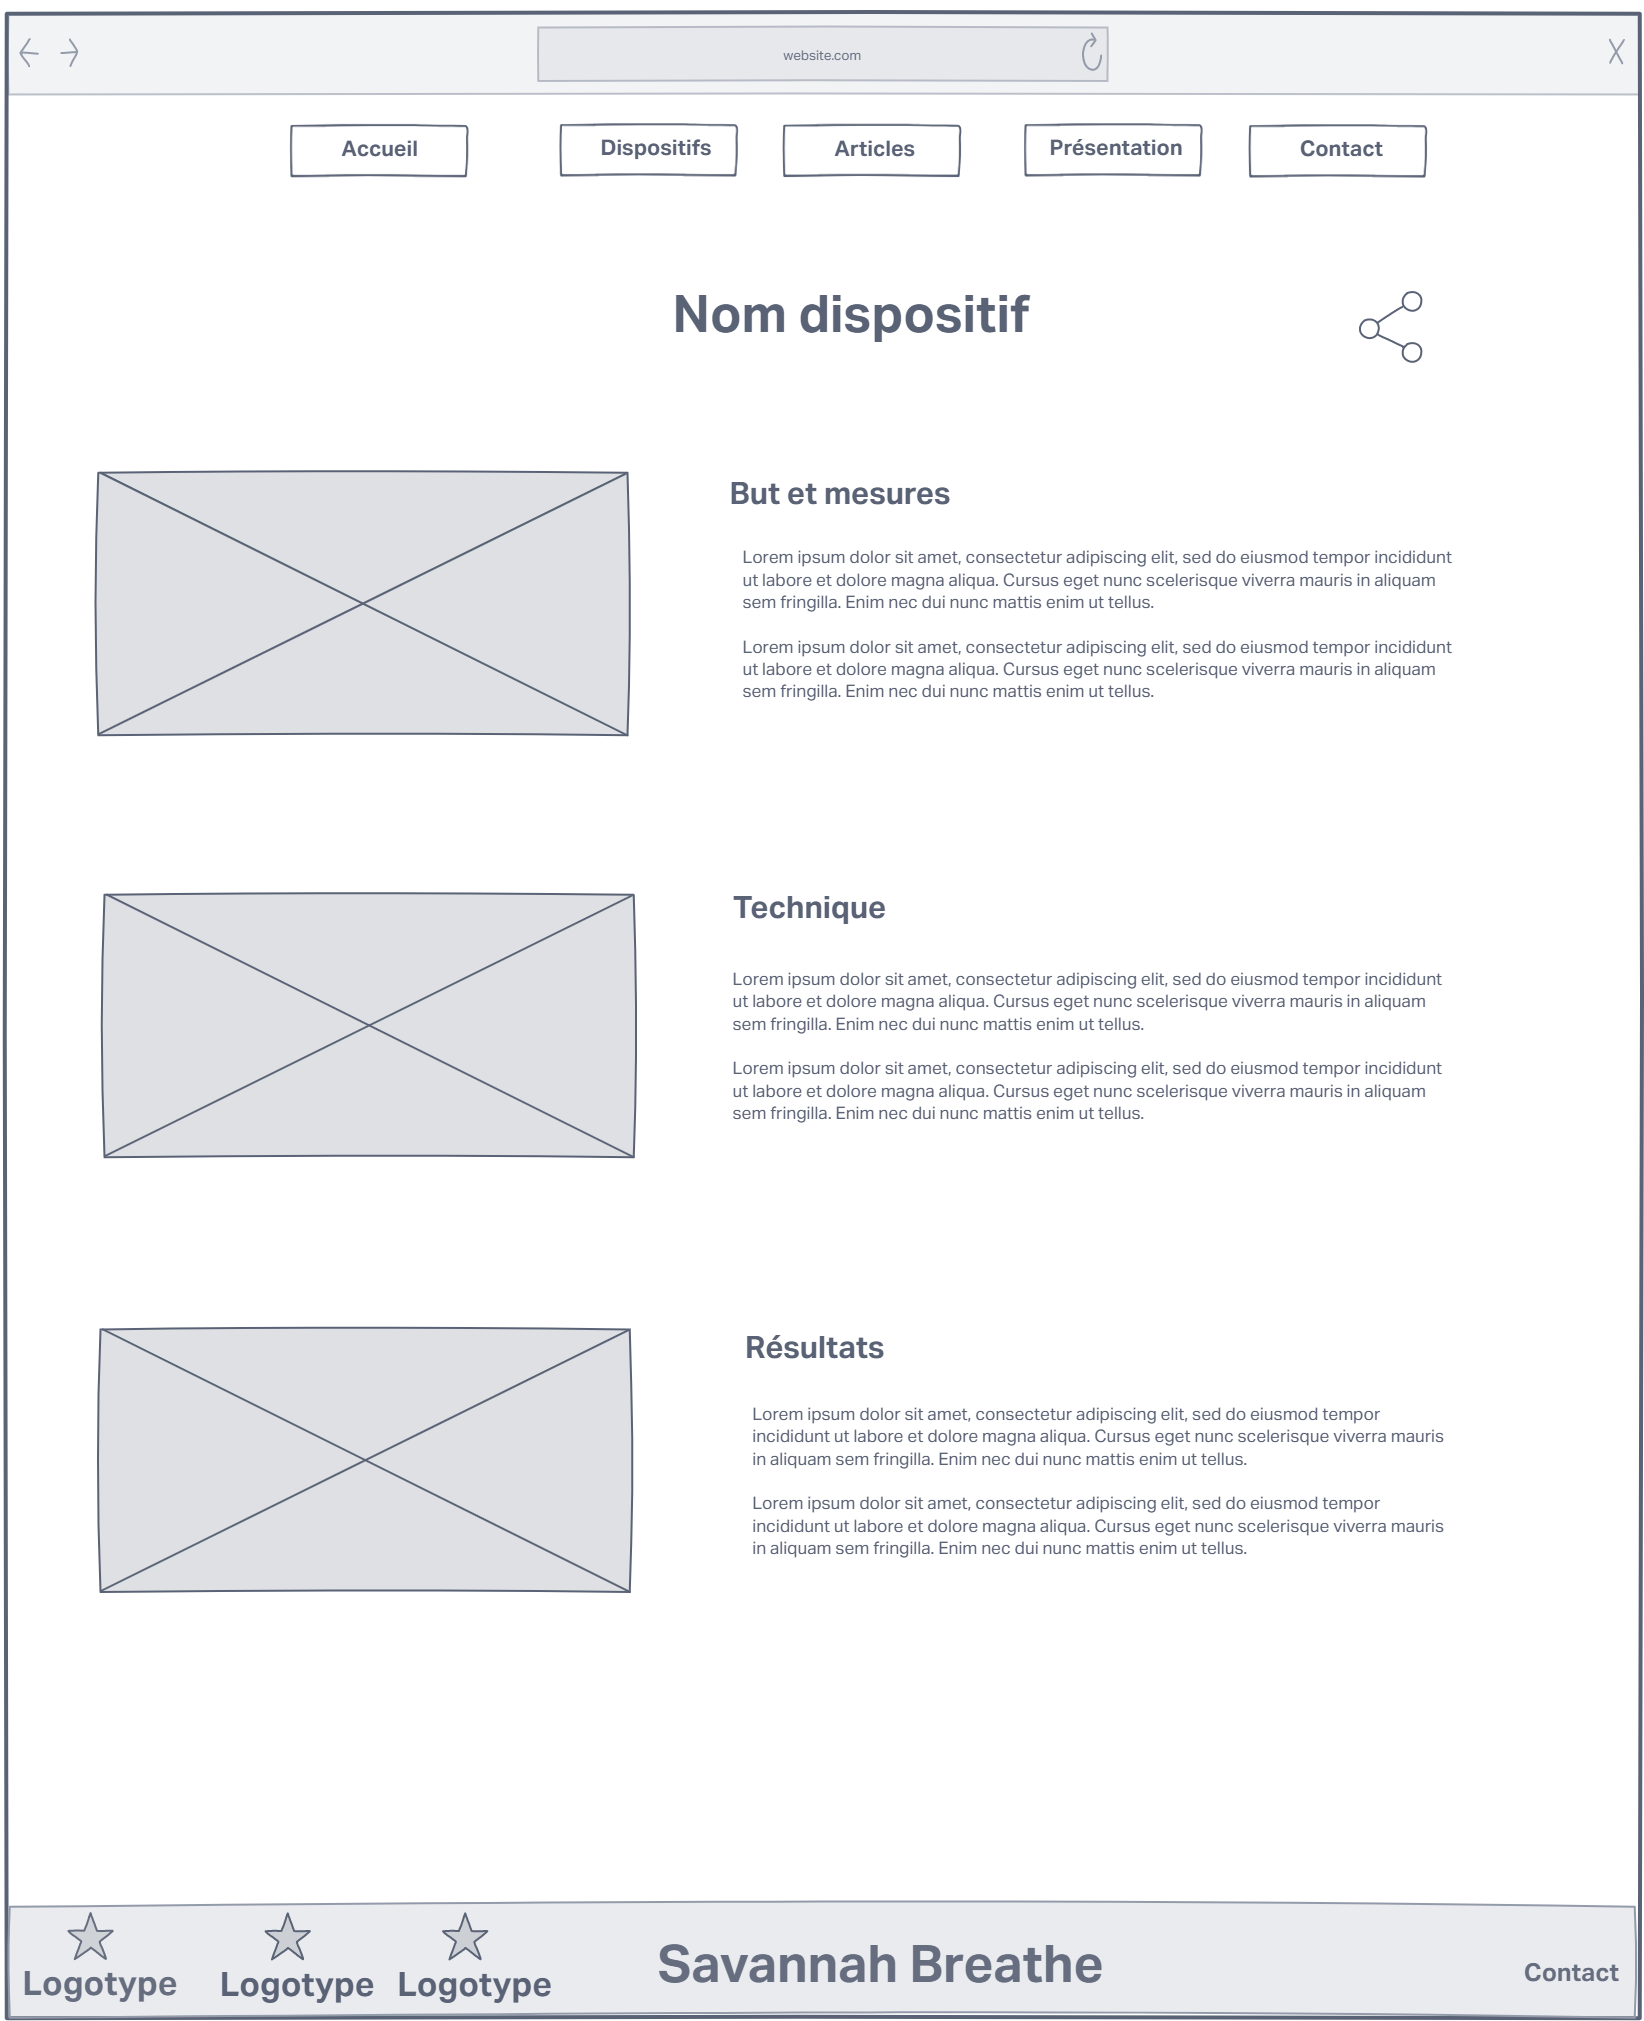 website.com
Accueil
Dispositifs
Articles
Présentation
Contact
Nom dispositif
But et mesures
Lorem ipsum dolor sit amet, consectetur adipiscing elit, sed do eiusmod tempor incididunt
ut labore et dolore magna aliqua. Cursus eget nunc scelerisque viverra mauris in aliquam
sem fringilla. Enim nec dui nunc mattis enim ut tellus.
Lorem ipsum dolor sit amet, consectetur adipiscing elit, sed do eiusmod tempor incididunt
ut labore et dolore magna aliqua. Cursus eget nunc scelerisque viverra mauris in aliquam
sem fringilla. Enim nec dui nunc mattis enim ut tellus.
Technique
Lorem ipsum dolor sit amet, consectetur adipiscing elit, sed do eiusmod tempor incididunt
ut labore et dolore magna aliqua. Cursus eget nunc scelerisque viverra mauris in aliquam
sem fringilla. Enim nec dui nunc mattis enim ut tellus.
Lorem ipsum dolor sit amet, consectetur adipiscing elit, sed do eiusmod tempor incididunt
ut labore et dolore magna aliqua. Cursus eget nunc scelerisque viverra mauris in aliquam
sem fringilla. Enim nec dui nunc mattis enim ut tellus.
Résultats
Lorem ipsum dolor sit amet, consectetur adipiscing elit, sed do eiusmod tempor
incididunt ut labore et dolore magna aliqua. Cursus eget nunc scelerisque viverra mauris
in aliquam sem fringilla. Enim nec dui nunc mattis enim ut tellus.
Lorem ipsum dolor sit amet, consectetur adipiscing elit, sed do eiusmod tempor
incididunt ut labore et dolore magna aliqua. Cursus eget nunc scelerisque viverra mauris
in aliquam sem fringilla. Enim nec dui nunc mattis enim ut tellus.
Logotype
Logotype
Logotype
Savannah Breathe
Contact